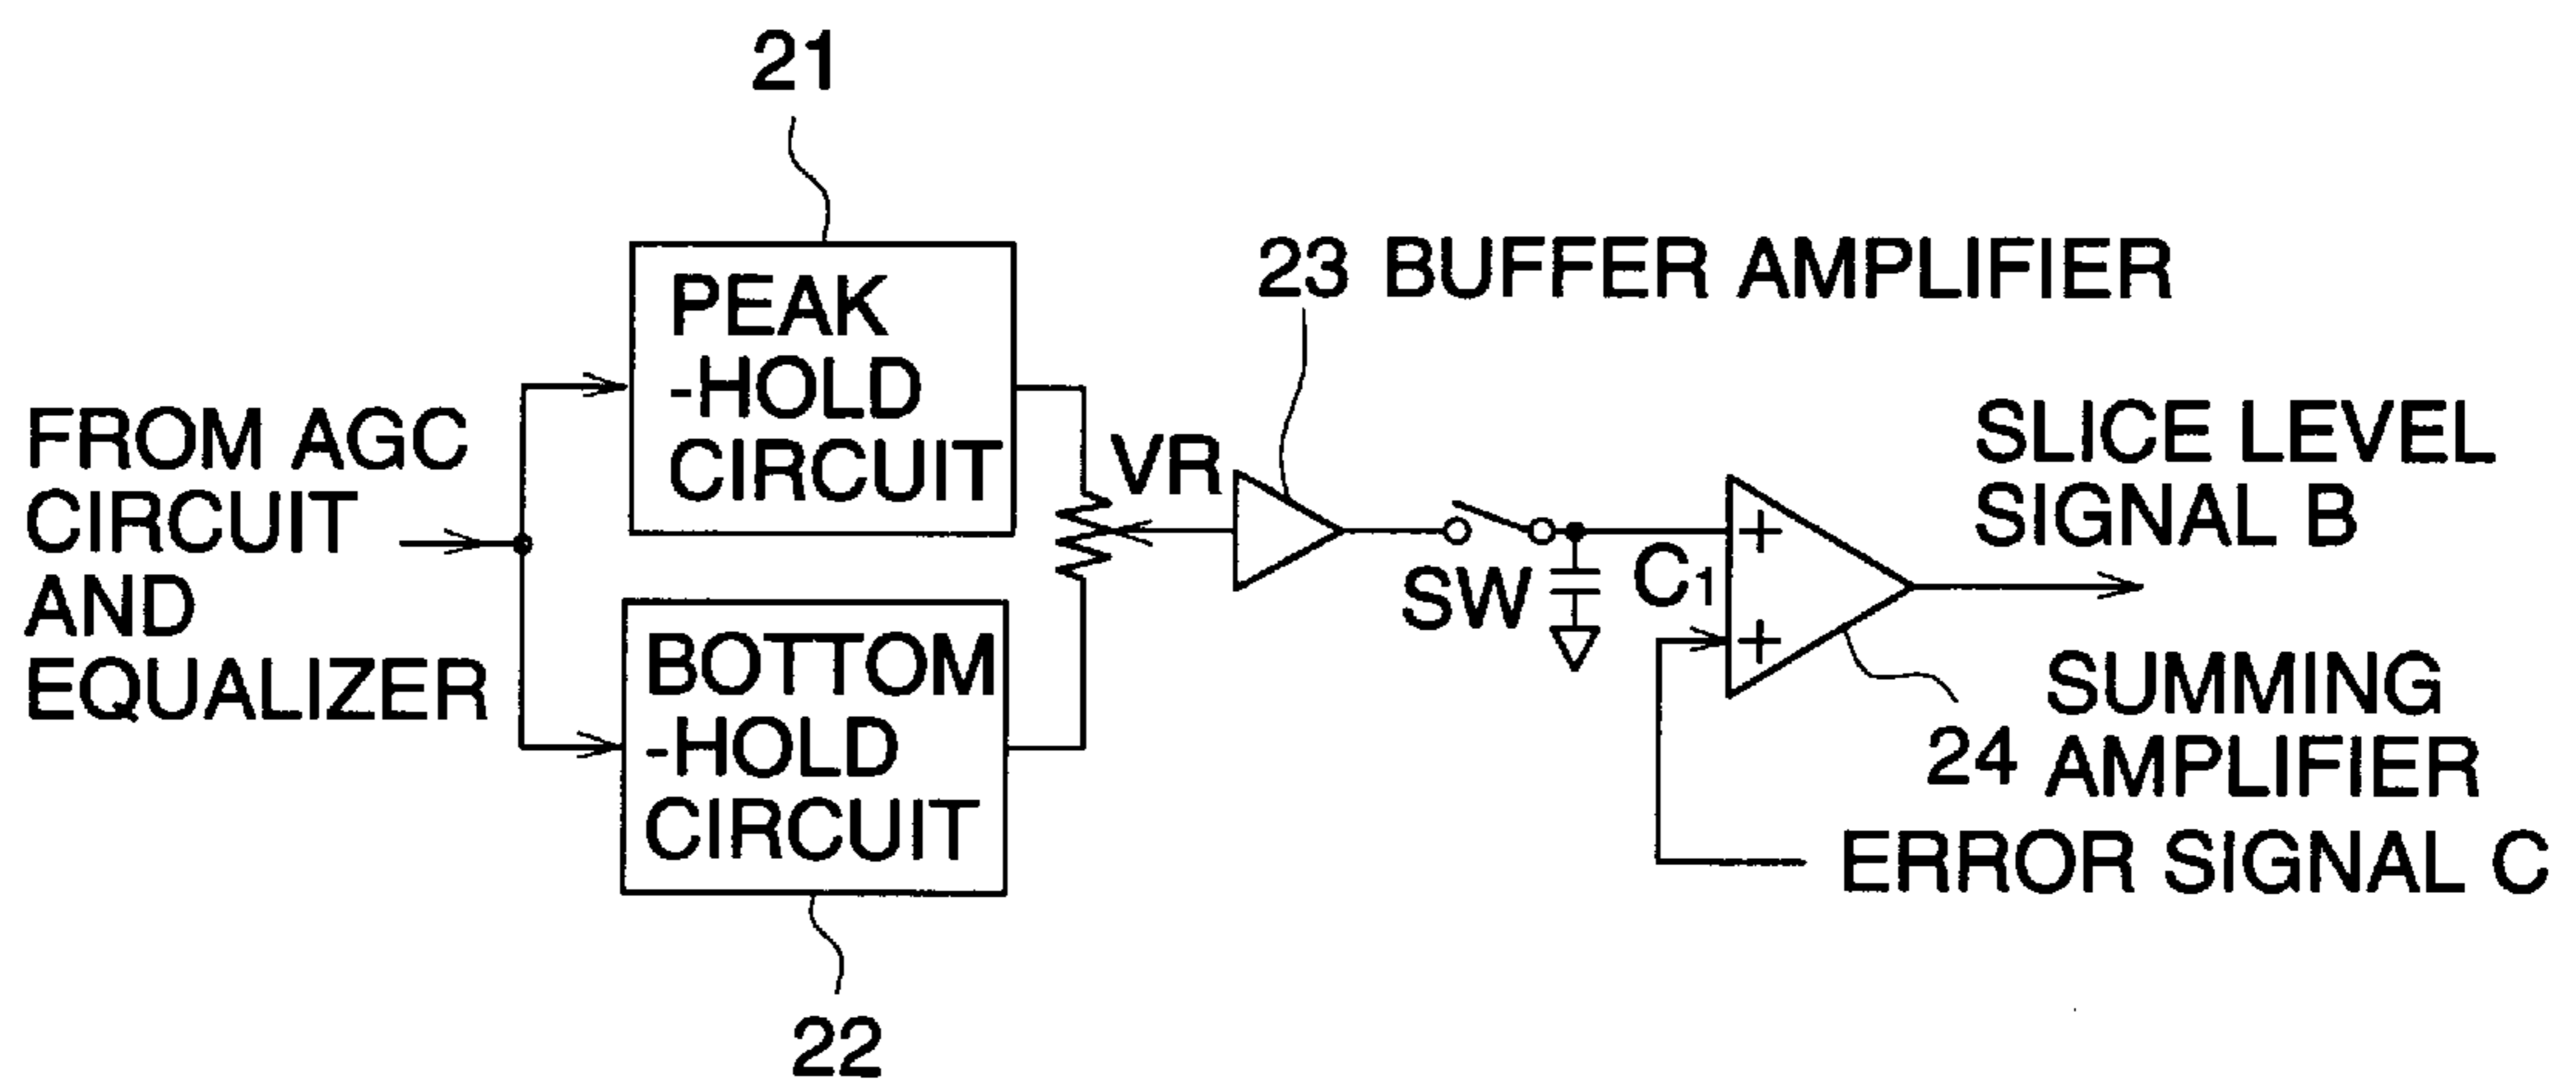 21
PEAK
-HOLD
CIRCUIT
23 BUFFER AMPLIFIER
FROM AGC
CIRCUIT
AND
EQUALIZER
VR
SW
C1
+
+
SLICE LEVEL
SIGNAL B
BOTTOM
-HOLD
CIRCUIT
SUMMING
24 AMPLIFIER
ERROR SIGNAL C
22